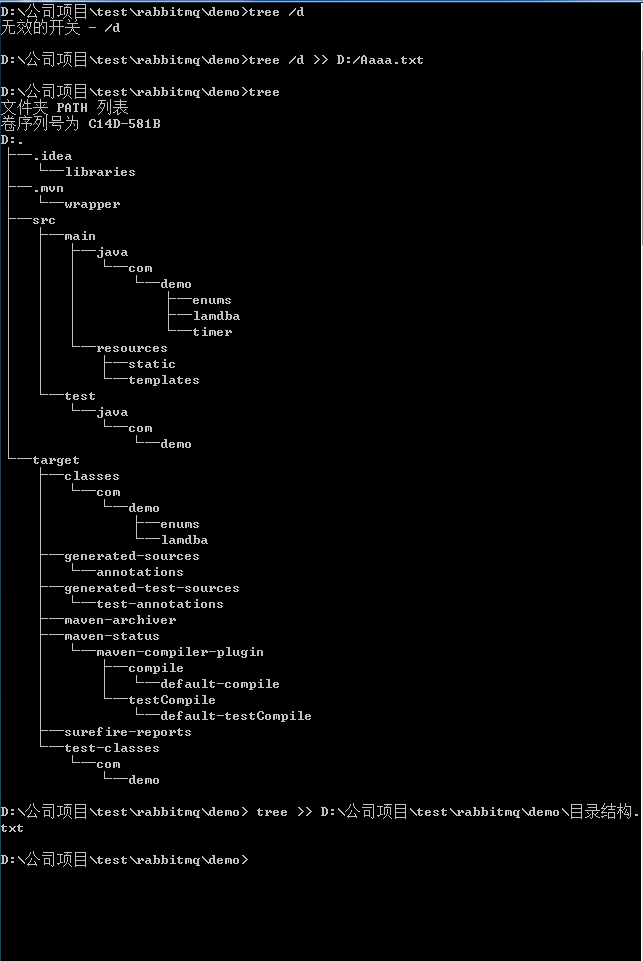 D:\公司项目\test\rabbitmq\demo>tree /d
无效的开关 - /d
D:\公司项目\test\rabbitmq\demo>tree /d >> D:/Aaaa.txt
D:\公司项目\test\rabbitmq\demo>tree
文件夹 PATH 列表
卷序列号为 C14D-581B
D:.
├─.idea
│  └─libraries
├─.mvn
│  └─wrapper
├─src
│  ├─main
│  │  ├─java
│  │  │  └─com
│  │  │      └─demo
│  │  │          ├─enums
│  │  │          ├─lamdba
│  │  │          └─timer
│  │  └─resources
│  │      ├─static
│  │      └─templates
│  └─test
│      └─java
│          └─com
│              └─demo
└─target
    ├─classes
    │  └─com
    │      └─demo
    │          ├─enums
    │          └─lamdba
    ├─generated-sources
    │  └─annotations
    ├─generated-test-sources
    │  └─test-annotations
    ├─maven-archiver
    ├─maven-status
    │  └─maven-compiler-plugin
    │      ├─compile
    │      │  └─default-compile
    │      └─testCompile
    │          └─default-testCompile
    ├─surefire-reports
    └─test-classes
        └─com
            └─demo
D:\公司项目\test\rabbitmq\demo> tree >> D:\公司项目\test\rabbitmq\demo\目录结构.
txt
D:\公司项目\test\rabbitmq\demo>